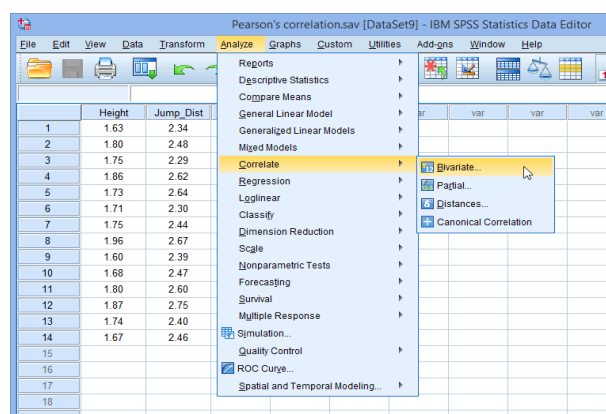 Pearson's correlation.sav [DataSet9] - IBM SPSS Statistics Data Editor
File Edit View Data Transform Analyze Graphs Custom Utilities Add-ons Window Help
Reports
Descriptive Statistics
Compare Means
General Linear Model
Generalized Linear Models
Mixed Models
Correlate
Regression
Loglinear
Classify
Dimension Reduction
Scale
Nonparametric Tests
Forecasting
Survival
Multiple Response
Simulation...
Quality Control
ROC Curve...
Spatial and Temporal Modeling...
Bivariate...
Partial...
Distances...
Canonical Correlation
Height Jump_Dist var var var
1 1.63 2.34
2 1.80 2.48
3 1.75 2.29
4 1.86 2.62
5 1.73 2.64
6 1.71 2.30
7 1.75 2.44
8 1.96 2.67
9 1.60 2.39
10 1.68 2.47
11 1.80 2.60
12 1.87 2.75
13 1.74 2.40
14 1.67 2.46
15
16
17
18